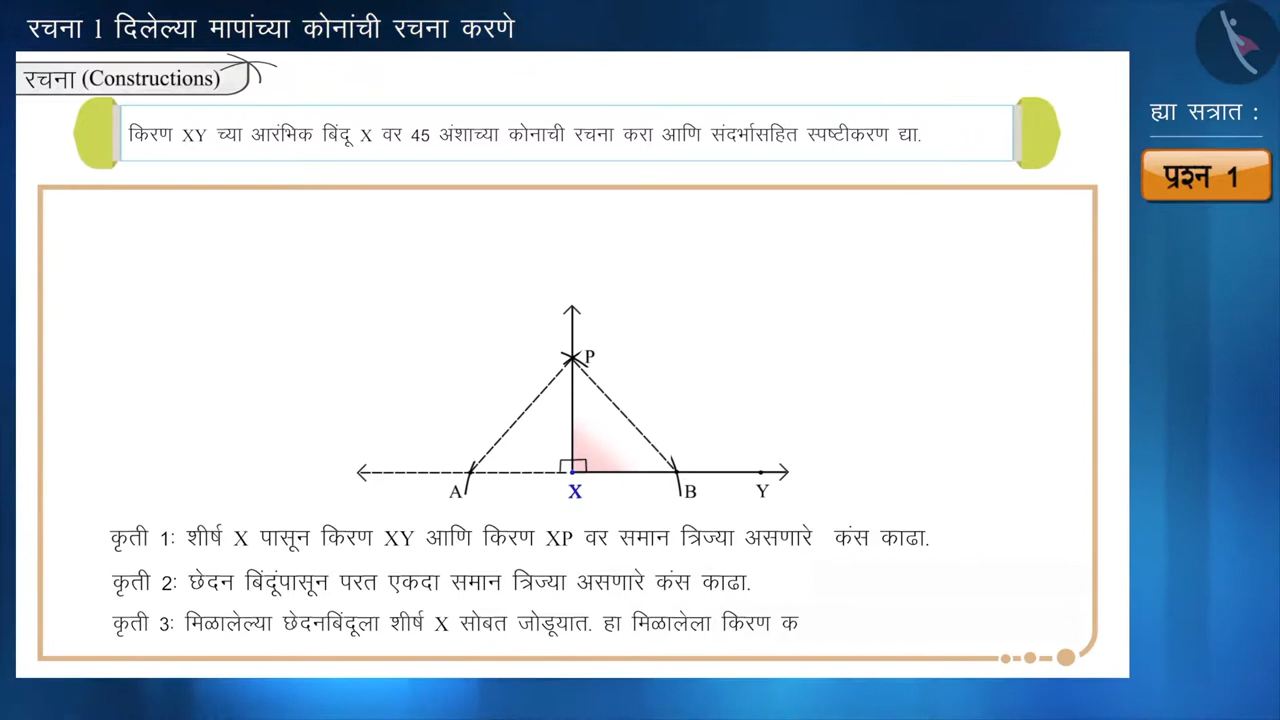 रचना 1 दिलेल्या मापांच्या कोनांची रचना करणे
रचना (Constructions)
ह्या सत्रात :
किरण XY च्या आरंभिक बिंदू X वर 45 अंशाच्या कोनाची रचना करा आणि संदर्भासहित स्पष्टीकरण द्या.
प्रश्न 1
P
A
X
B
Y
कृती 1: शीर्ष X पासून किरण XY आणि किरण XP वर समान त्रिज्या असणारे कंस काढा.
कृती 2: छेदन बिंदूंपासून परत एकदा समान त्रिज्या असणारे कंस काढा.
कृती 3: मिळालेल्या छेदनबिंदूला शीर्ष X सोबत जोडूयात. हा मिळालेला किरण क